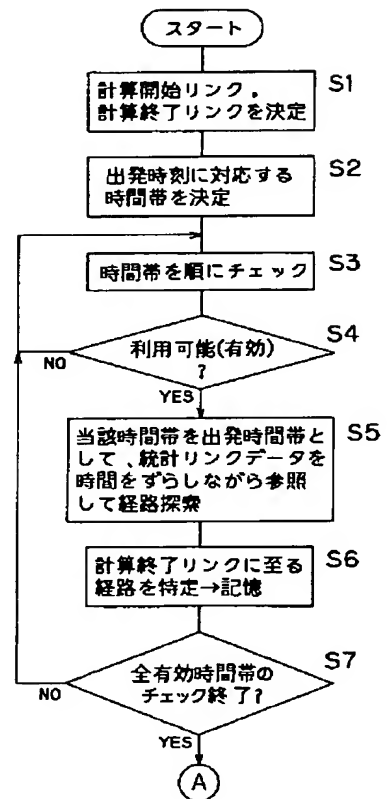 スタート
計算開始リンク,
計算終了リンクを決定
S1
出発時刻に対応する
時間帯を決定
S2
時間帯を順にチェック
S3
利用可能(有効)
?
S4
NO
YES
当該時間帯を出発時間帯と
して、統計リンクデータを
時間をずらしながら参照
して経路探索
S5
計算終了リンクに至る
経路を特定→記憶
S6
全有効時間帯の
チェック終了?
S7
NO
YES
A